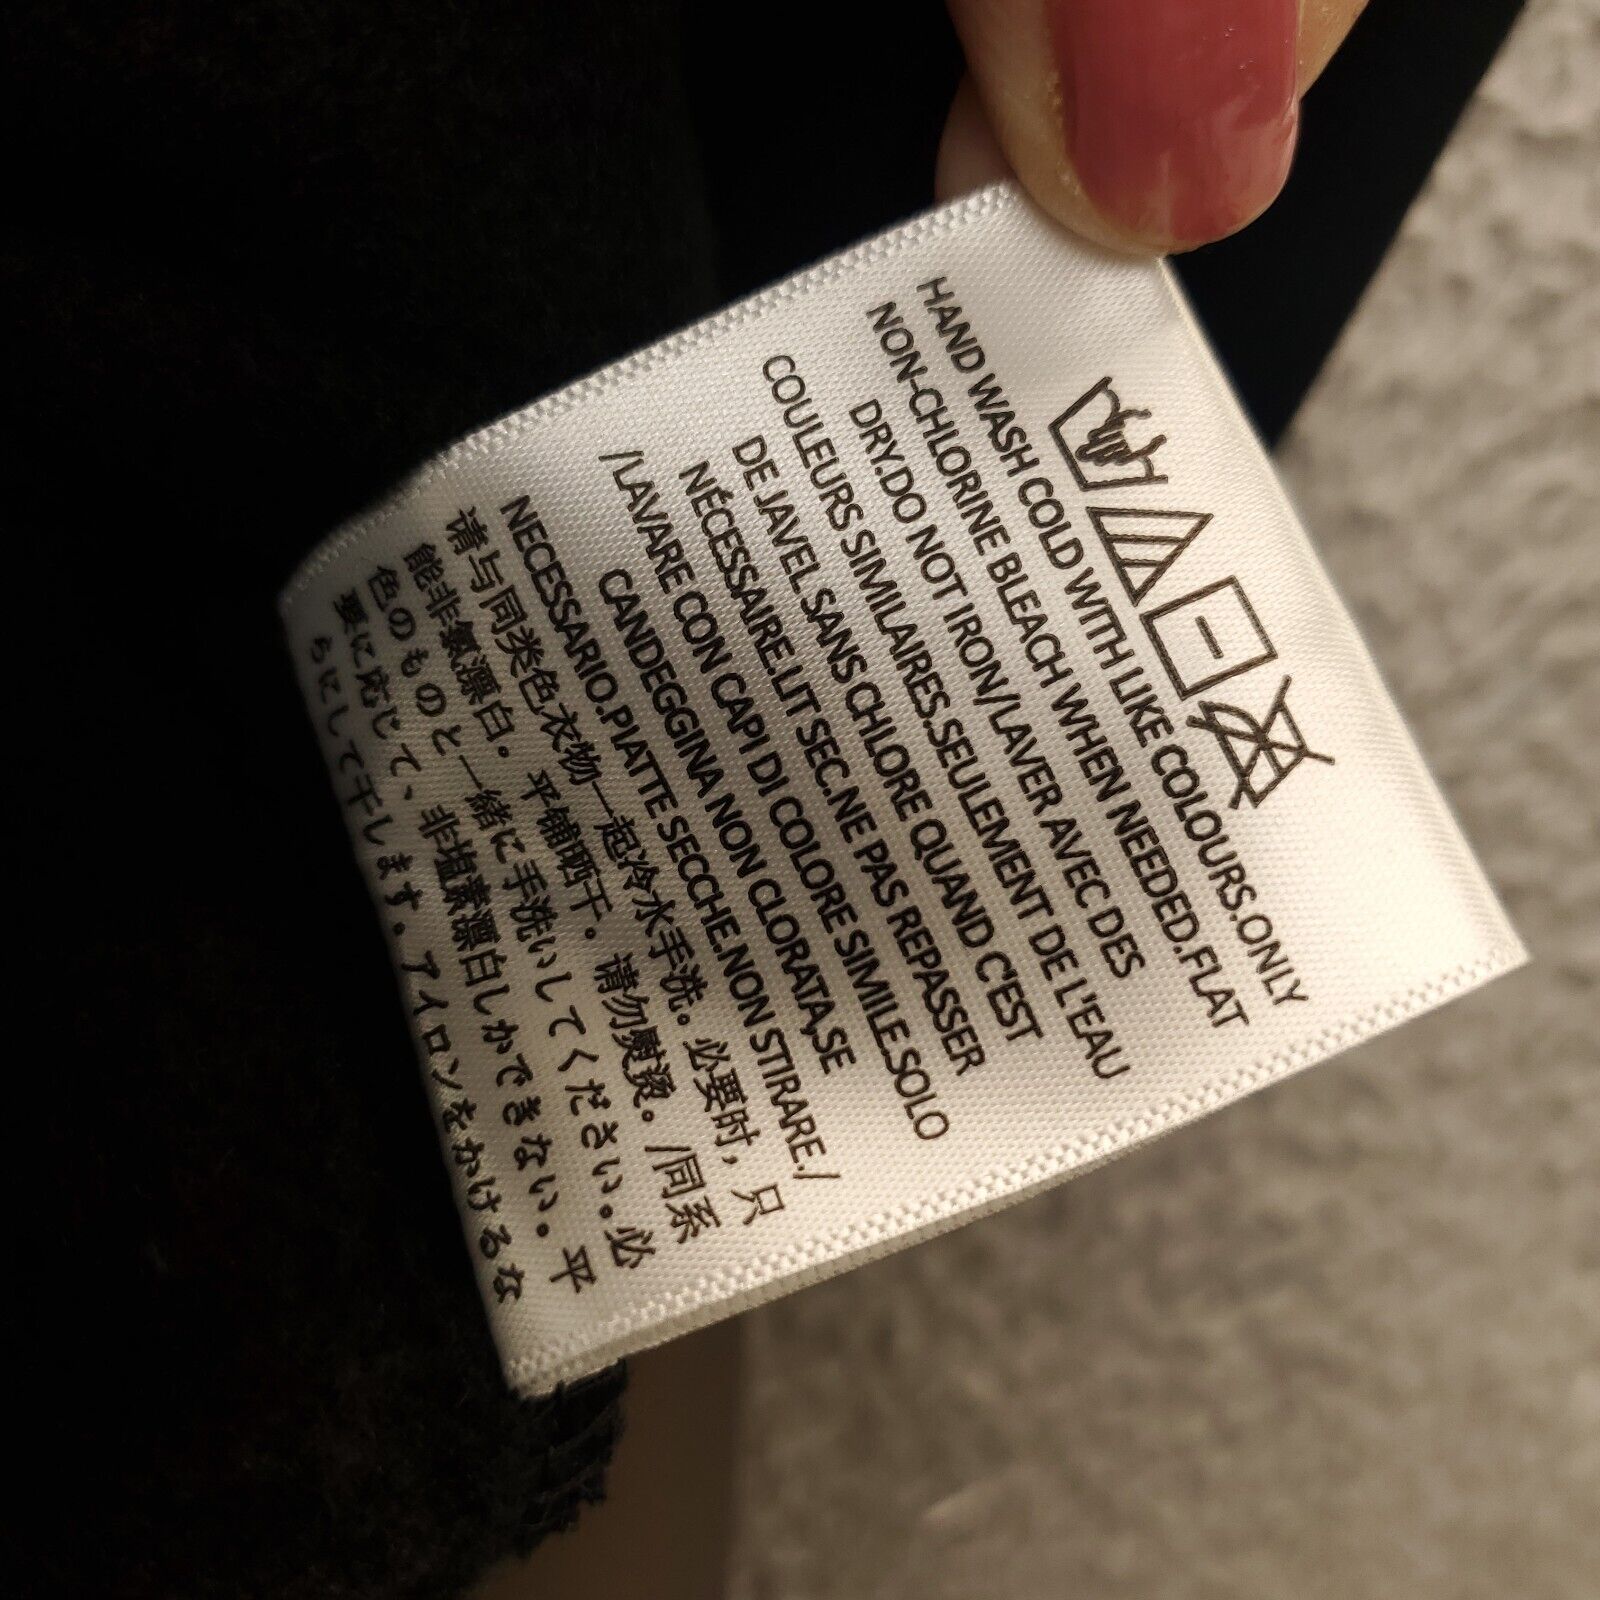 HAND WASH COLD WITH LIKE COLOURS.ONLY
NON-CHLORINE BLEACH WHEN NEEDED.FLAT
DRY.DO NOT IRON/LAVER AVEC DES
COULEURS SIMILAIRES.SEULEMENT DE L'EAU
DE JAVEL SANS CHLORE QUAND C'EST
NÉCESSAIRE.LIT SEC.NE PAS REPASSER
/LAVARE CON CAPI DI COLORE SIMILE.SOLO
CANDEGGINA NON CLORATA,SE
NECESSARIO.PIATTE SECCHE.NON STIRARE./
请与同类色衣物一起冷水手洗。必要时，只
能非氯漂白。平铺晒干。请勿熨烫。/同系
色のものと一緒に手洗いしてください。必
要に応じて、非塩素漂白しかできない。平
らにして干します。アイロンをかけるな